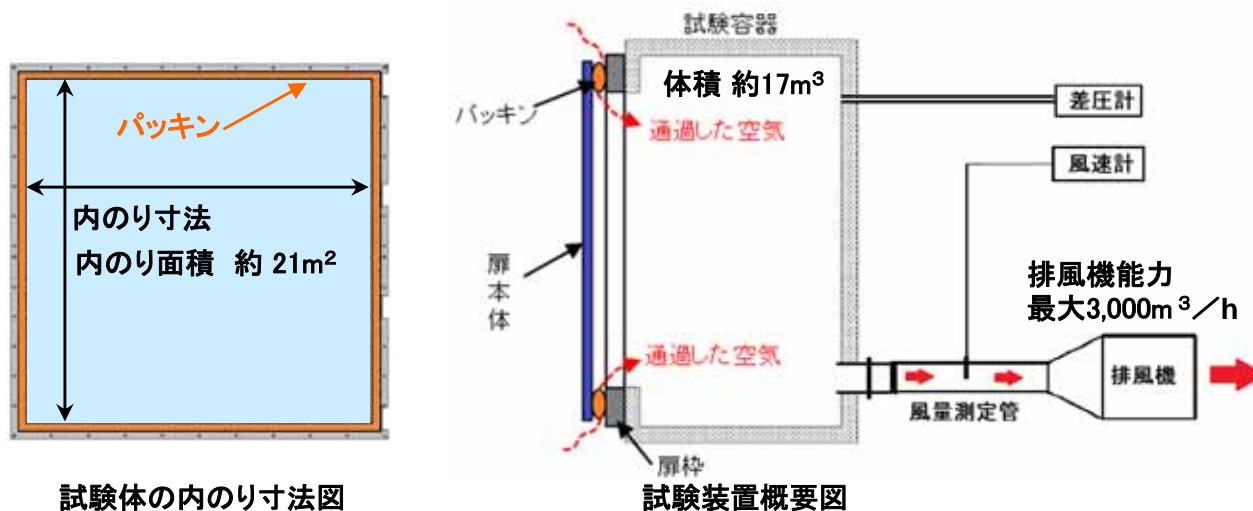 パッキン
内のり寸法
内のり面積 約 21m²
試験体の内のり寸法図
試験容器
体積 約17m³
パッキン
通過した空気
差圧計
風速計
扉本体
排風機能力
最大3,000m³／h
通過した空気
排風機
風量測定管
扉枠
試験装置概要図